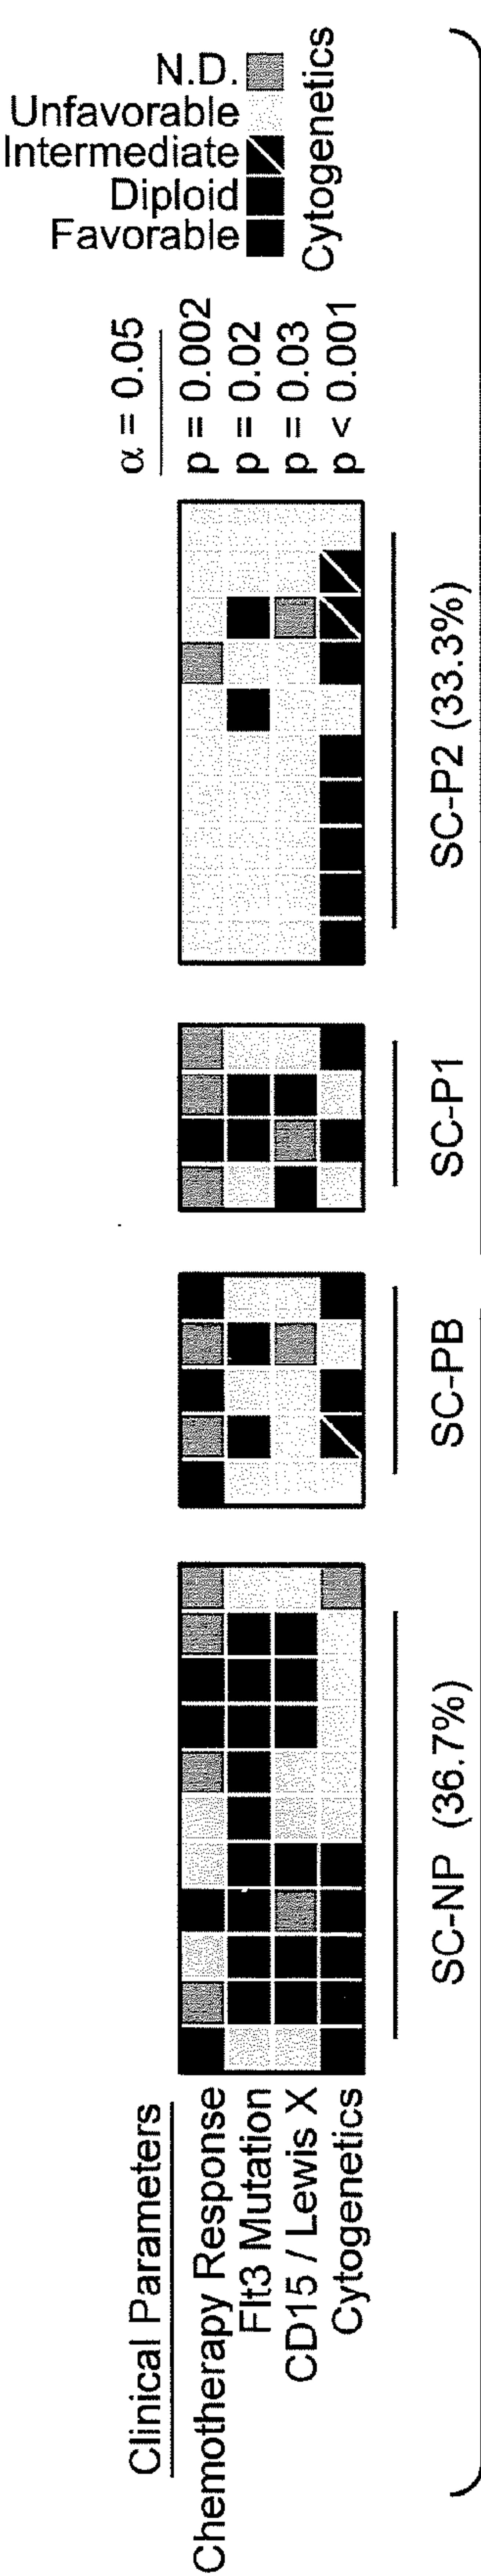 Clinical Parameters
Chemotherapy Response
Flt3 Mutation
CD15 / Lewis X
Cytogenetics
SC-NP (36.7%)
SC-PB
SC-P1
SC-P2 (33.3%)
α = 0.05
p = 0.002
p = 0.02
p = 0.03
p < 0.001
N.D.
Unfavorable
Intermediate
Diploid
Favorable
Cytogenetics